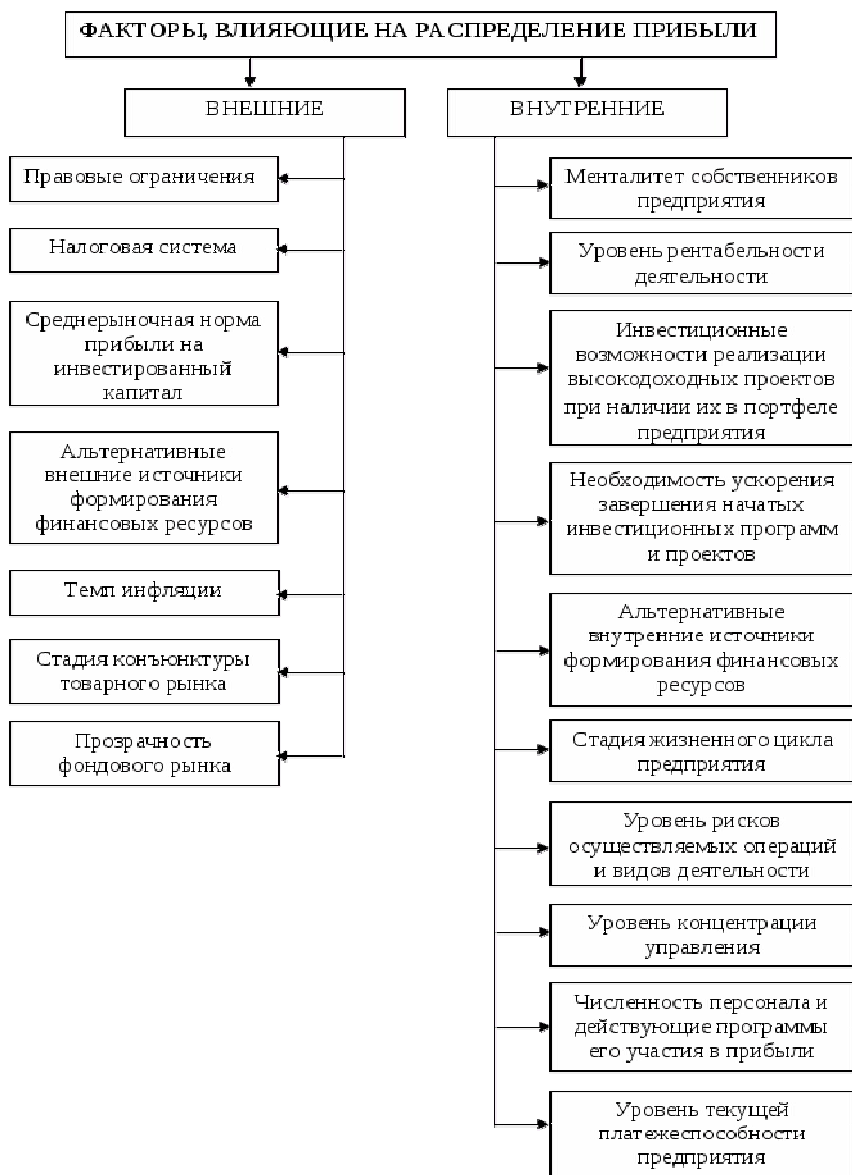 ФАКТОРЫ, ВЛИЯЮЩИЕ НА РАСПРЕДЕЛЕНИЕ ПРИБЫЛИ
ВНЕШНИЕ
Правовые ограничения
Налоговая система
Среднерыночная норма
прибыли на
инвестированный
капитал
Альтернативные
внешние источники
формирования
финансовых ресурсов
Темп инфляции
Стадия конъюнктуры
товарного рынка
Прозрачность
фондового рынка
ВНУТРЕННИЕ
Менталитет собственников
предприятия
Уровень рентабельности
деятельности
Инвестиционные
возможности реализации
высокодоходных проектов
при наличии их в портфеле
предприятия
Необходимость ускорения
завершения начатых
инвестиционных программ
и проектов
Альтернативные
внутренние источники
формирования финансовых
ресурсов
Стадия жизненного цикла
предприятия
Уровень рисков
осуществляемых операций
и видов деятельности
Уровень концентрации
управления
Численность персонала и
действующие программы
его участия в прибыли
Уровень текущей
платежеспособности
предприятия